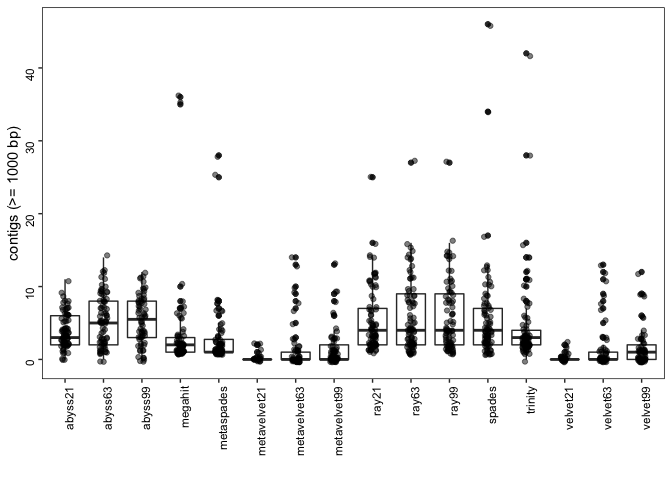 contigs (>= 1000 bp)
40
30
20
10
0
abyss21
abyss63
abyss99
megahit
metaspades
metavelvet21
metavelvet63
metavelvet99
ray21
ray63
ray99
spades
trinity
velvet21
velvet63
velvet99